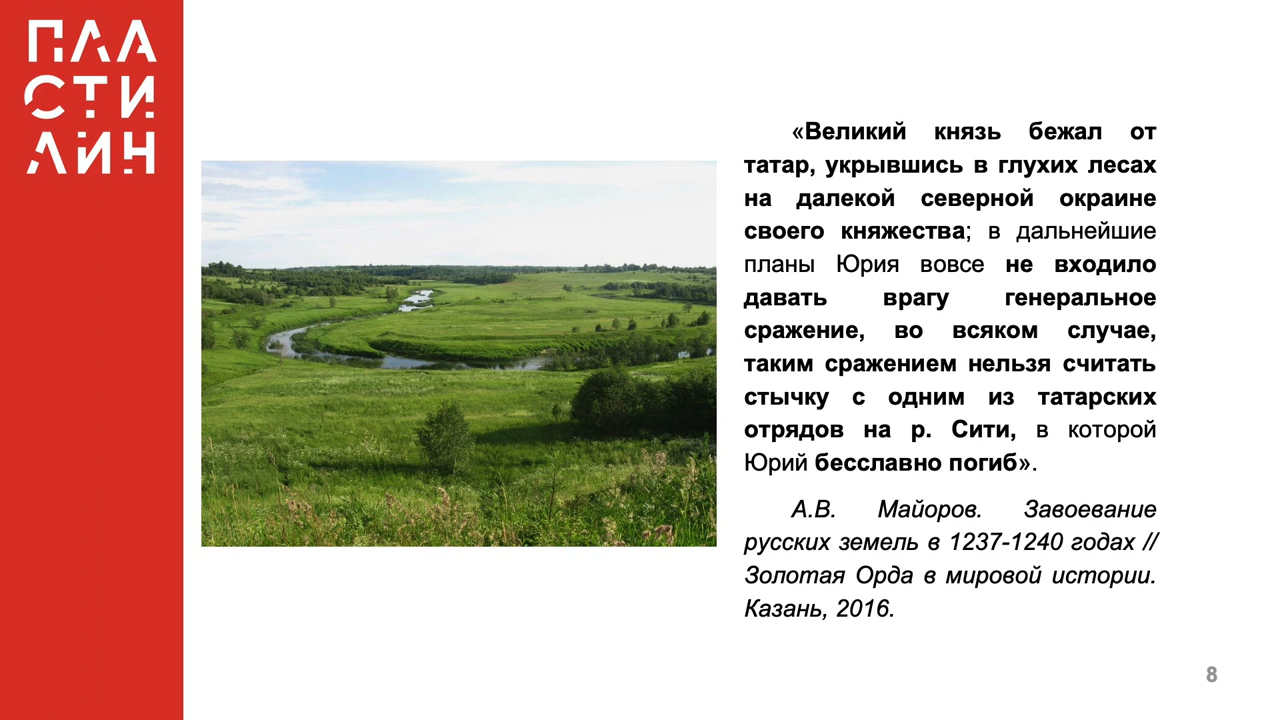 ПЛА
СТИ
ЛИН
«Великий князь бежал от
татар, укрывшись в глухих лесах
на далекой северной окраине
своего княжества; в дальнейшие
планы Юрия вовсе не входило
давать врагу генеральное
сражение, во всяком случае,
таким сражением нельзя считать
стычку с одним из татарских
отрядов на р. Сити, в которой
Юрий бесславно погиб».
А.В. Майоров. Завоевание
русских земель в 1237-1240 годах //
Золотая Орда в мировой истории.
Казань, 2016.
8